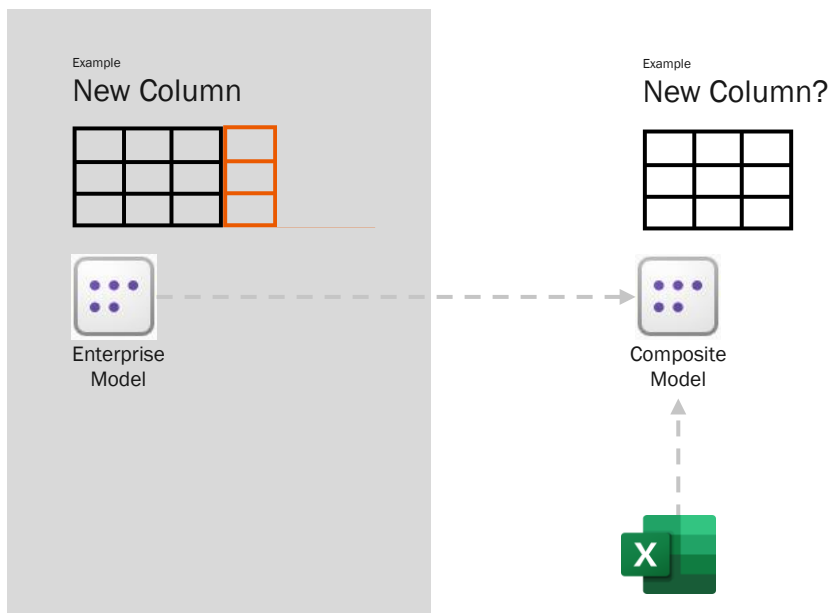 Example
New Column
Enterprise
Model
Example
New Column?
Composite
Model
X